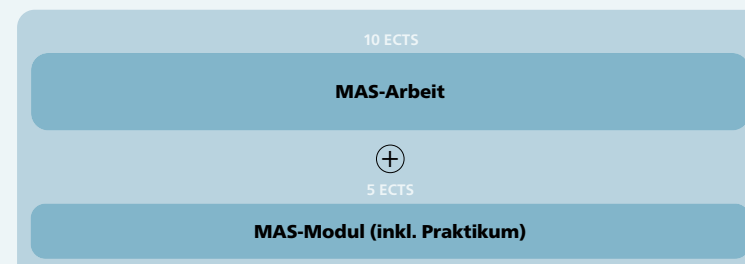 10 ECTS
MAS-Arbeit
+
5 ECTS
MAS-Modul (inkl. Praktikum)